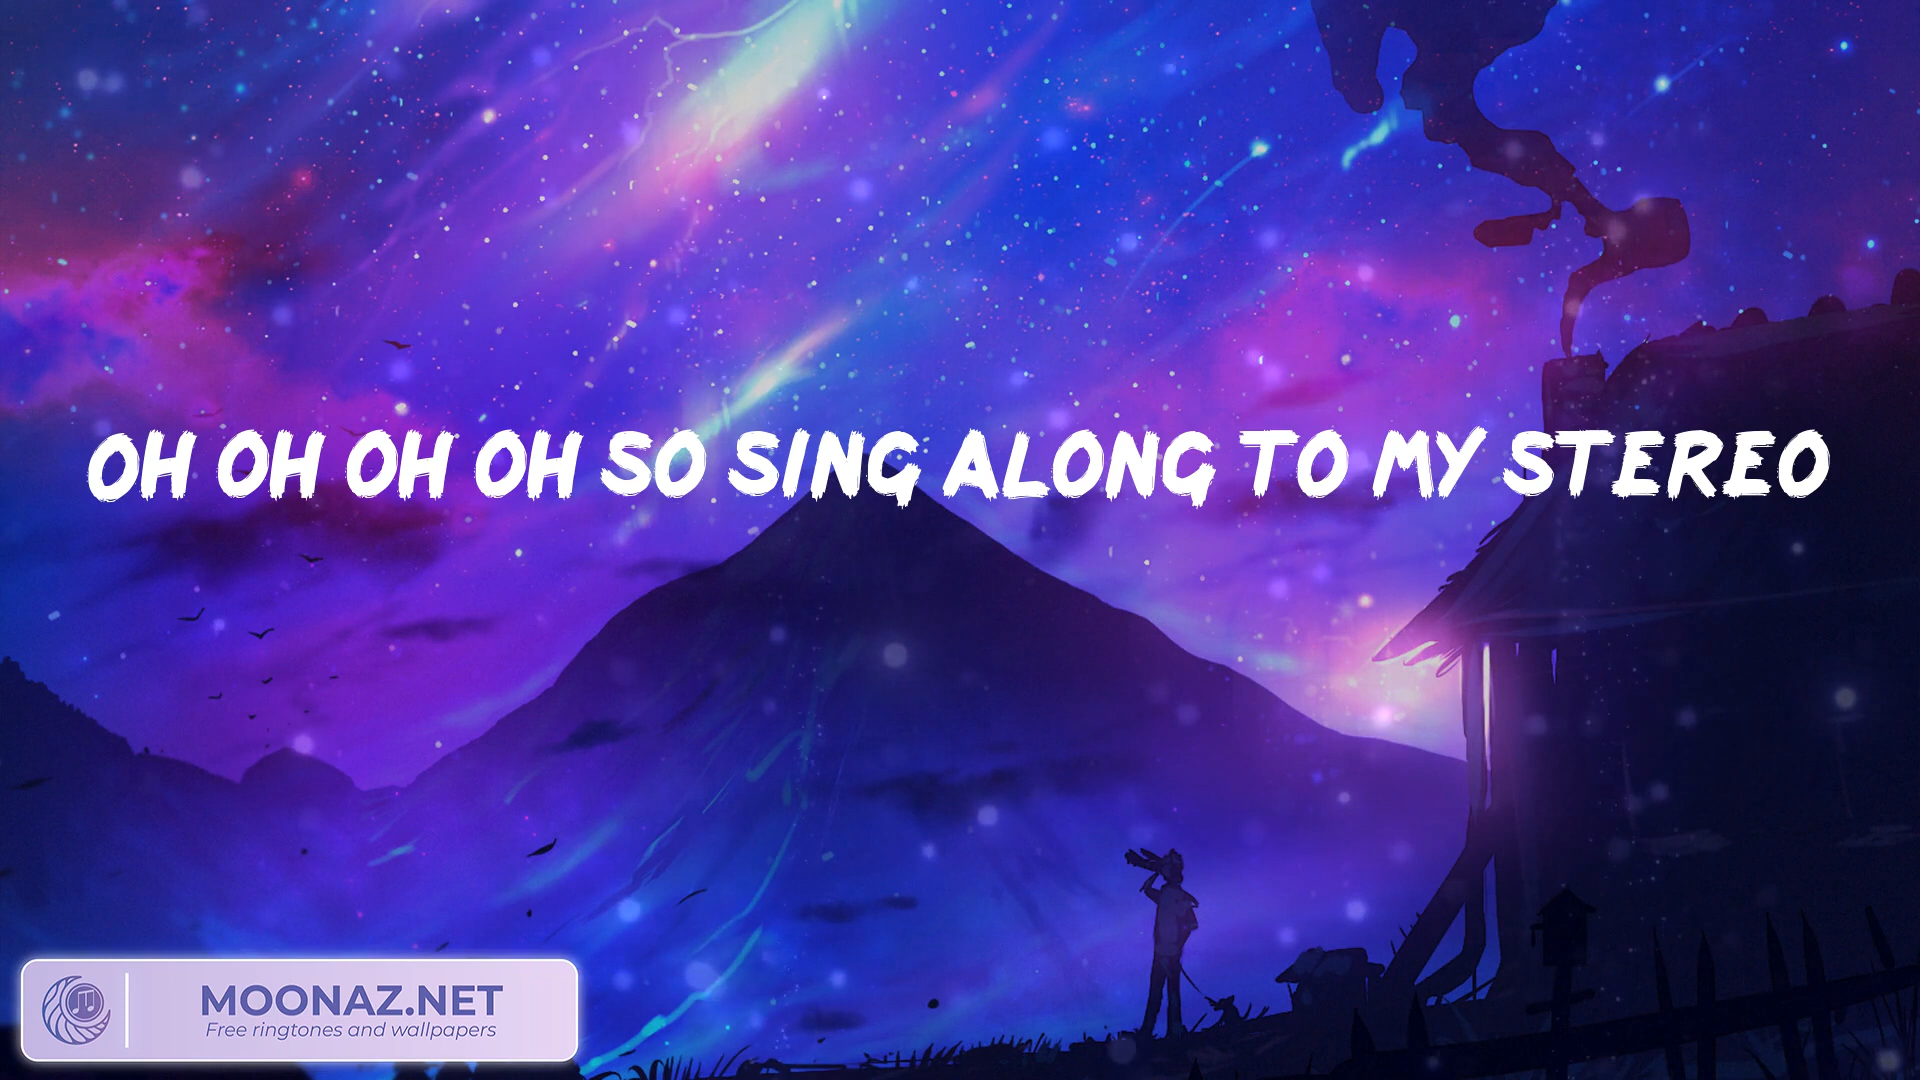 OH OH OH OH SO SING ALONG TO MY STEREO
MOONAZ.NET
Free ringtones and wallpapers